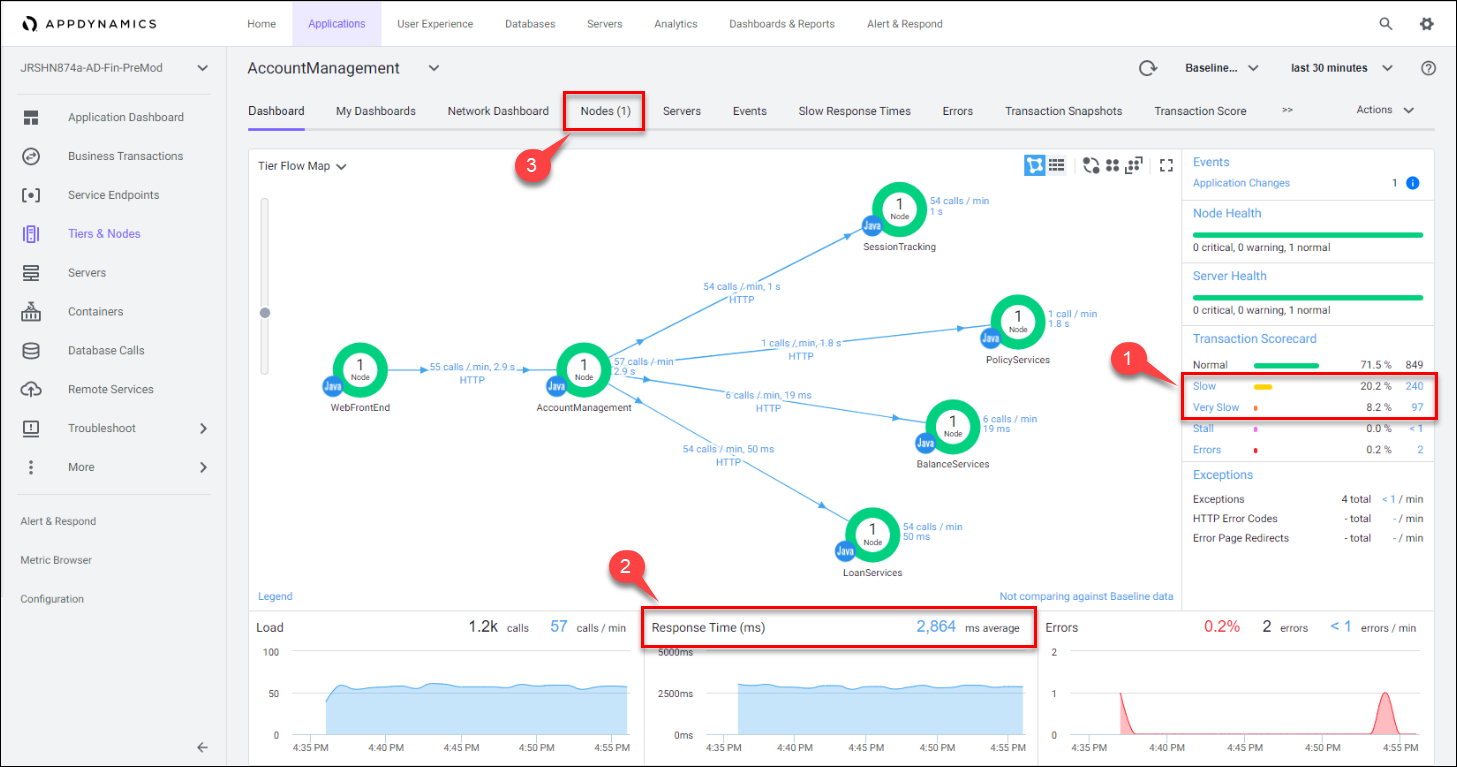 APPDYNAMICS
Home Applications User Experience Databases Servers Analytics Dashboards & Reports Alert & Respond
JRSHN874a-AD-Fin-PreMod
Application Dashboard
Business Transactions
Service Endpoints
Tiers & Nodes
Servers
Containers
Database Calls
Remote Services
Troubleshoot
More
Alert & Respond
Metric Browser
Configuration
AccountManagement
Baseline... last 30 minutes
Dashboard My Dashboards Network Dashboard Nodes (1) Servers Events Slow Response Times Errors Transaction Snapshots Transaction Score >> Actions
3
Tier Flow Map
1
Node
Java
SessionTracking
54 calls / min
1 s
54 calls / min, 1 s
HTTP
1
Node
Java
PolicyServices
1 call / min
1.8 s
1 calls / min, 1.8 s
HTTP
1
Node
Java
WebFrontEnd
55 calls / min, 2.9 s
HTTP
1
Node
Java
AccountManagement
57 calls / min
2.9 s
6 calls / min, 19 ms
HTTP
1
Node
Java
BalanceServices
6 calls / min
19 ms
54 calls / min, 50 ms
HTTP
1
Node
Java
LoanServices
54 calls / min
50 ms
Legend
Not comparing against Baseline data
Events
Application Changes 1
Node Health
0 critical, 0 warning, 1 normal
Server Health
0 critical, 0 warning, 1 normal
Transaction Scorecard
1
Normal 71.5 % 849
Slow 20.2 % 240
Very Slow 8.2 % 97
Stall 0.0 % < 1
Errors 0.2 % 2
Exceptions
Exceptions 4 total < 1 / min
HTTP Error Codes - total - / min
Error Page Redirects - total - / min
2
Load 1.2k calls 57 calls / min
100
50
0
4:35 PM 4:40 PM 4:45 PM 4:50 PM 4:55 PM
Response Time (ms) 2,864 ms average
5000ms
2500ms
0ms
4:35 PM 4:40 PM 4:45 PM 4:50 PM 4:55 PM
Errors 0.2% 2 errors < 1 errors / min
2
1
0
4:35 PM 4:40 PM 4:45 PM 4:50 PM 4:55 PM